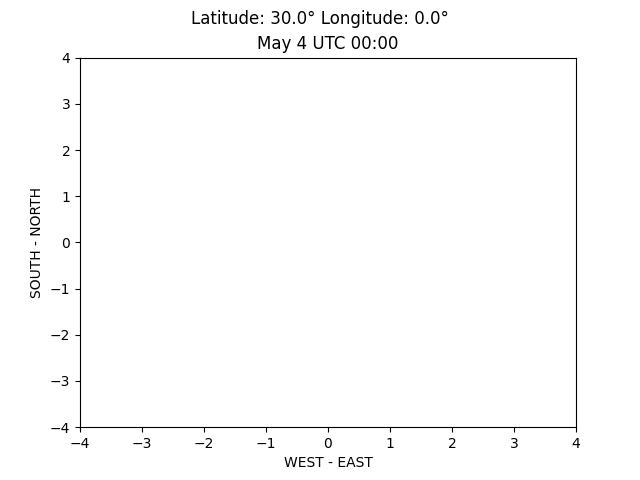 Latitude: 30.0° Longitude: 0.0°
May 4 UTC 00:00
4
3
2
1
0
−1
−2
−3
−4
SOUTH - NORTH
−4 −3 −2 −1 0 1 2 3 4
WEST - EAST